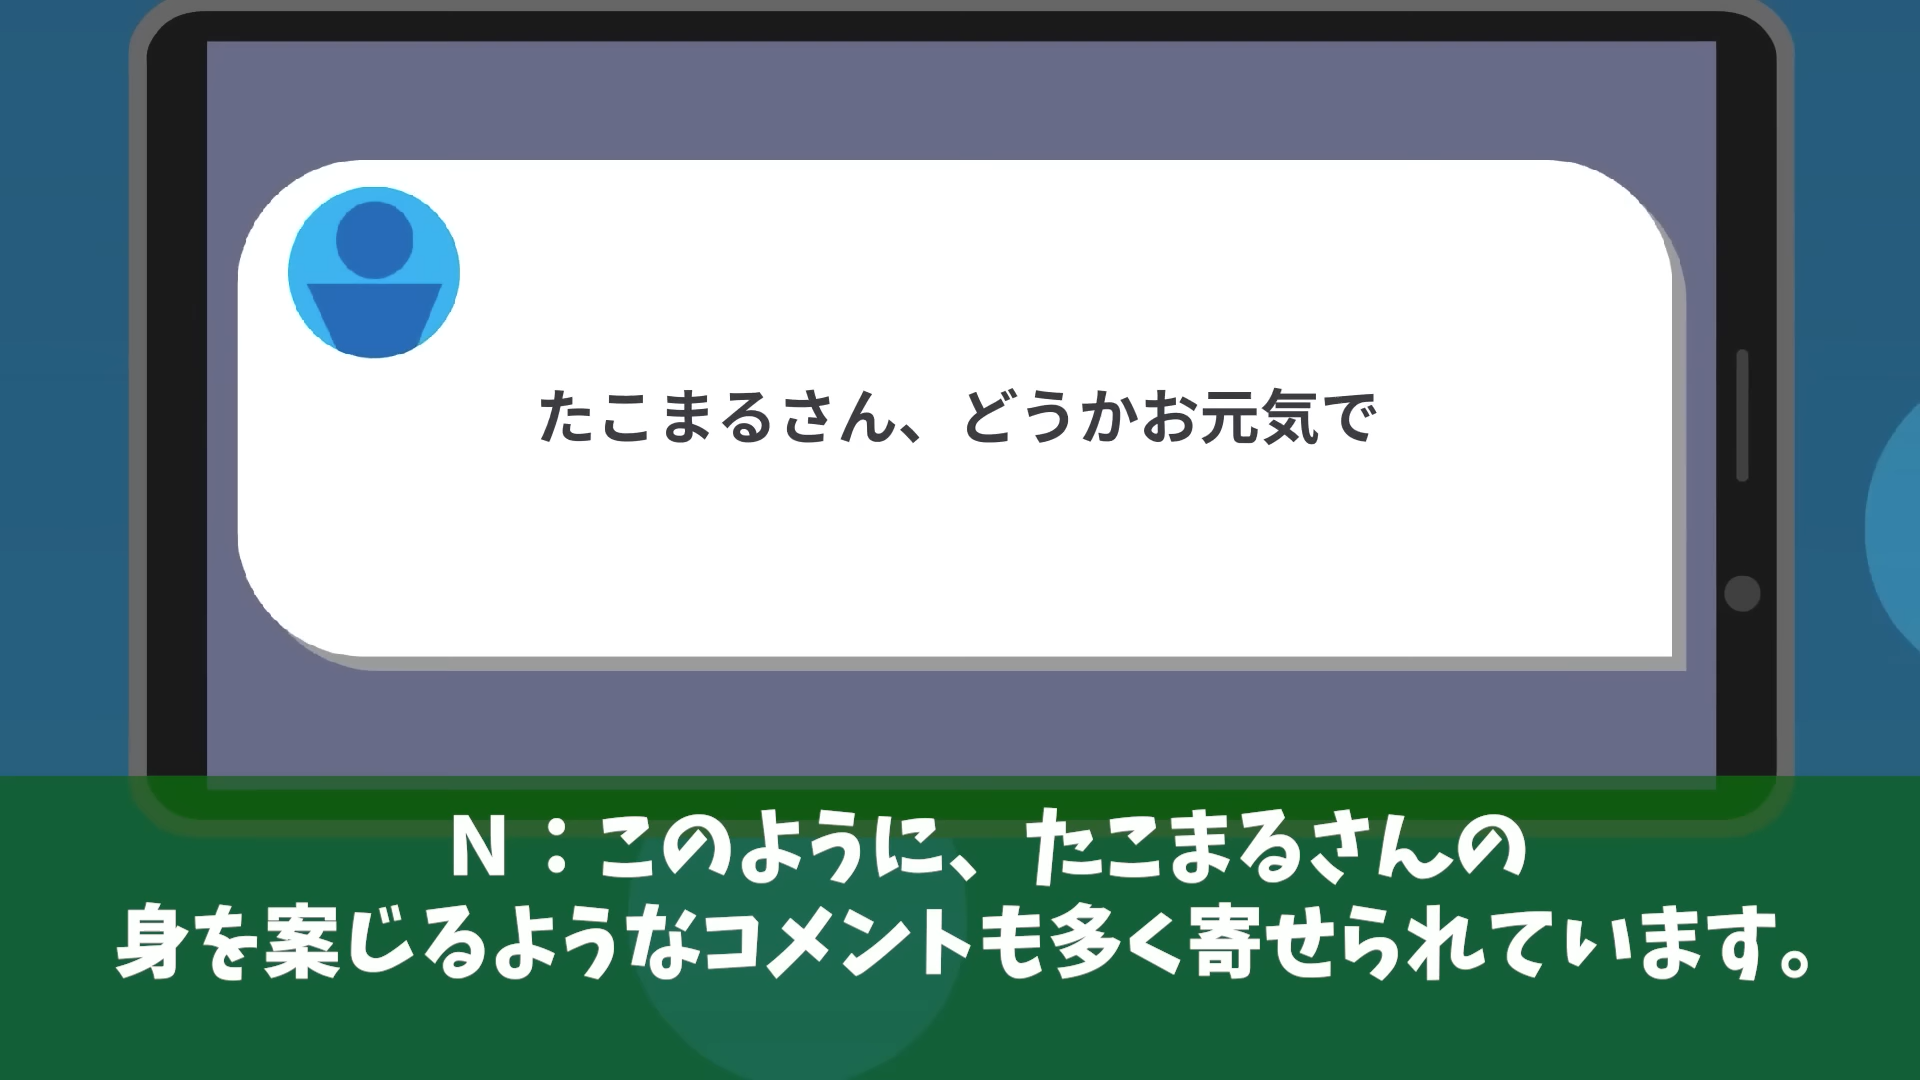 たこまるさん、どうかお元気で
N：このように、たこまるさんの
身を案じるようなコメントも多く寄せられています。